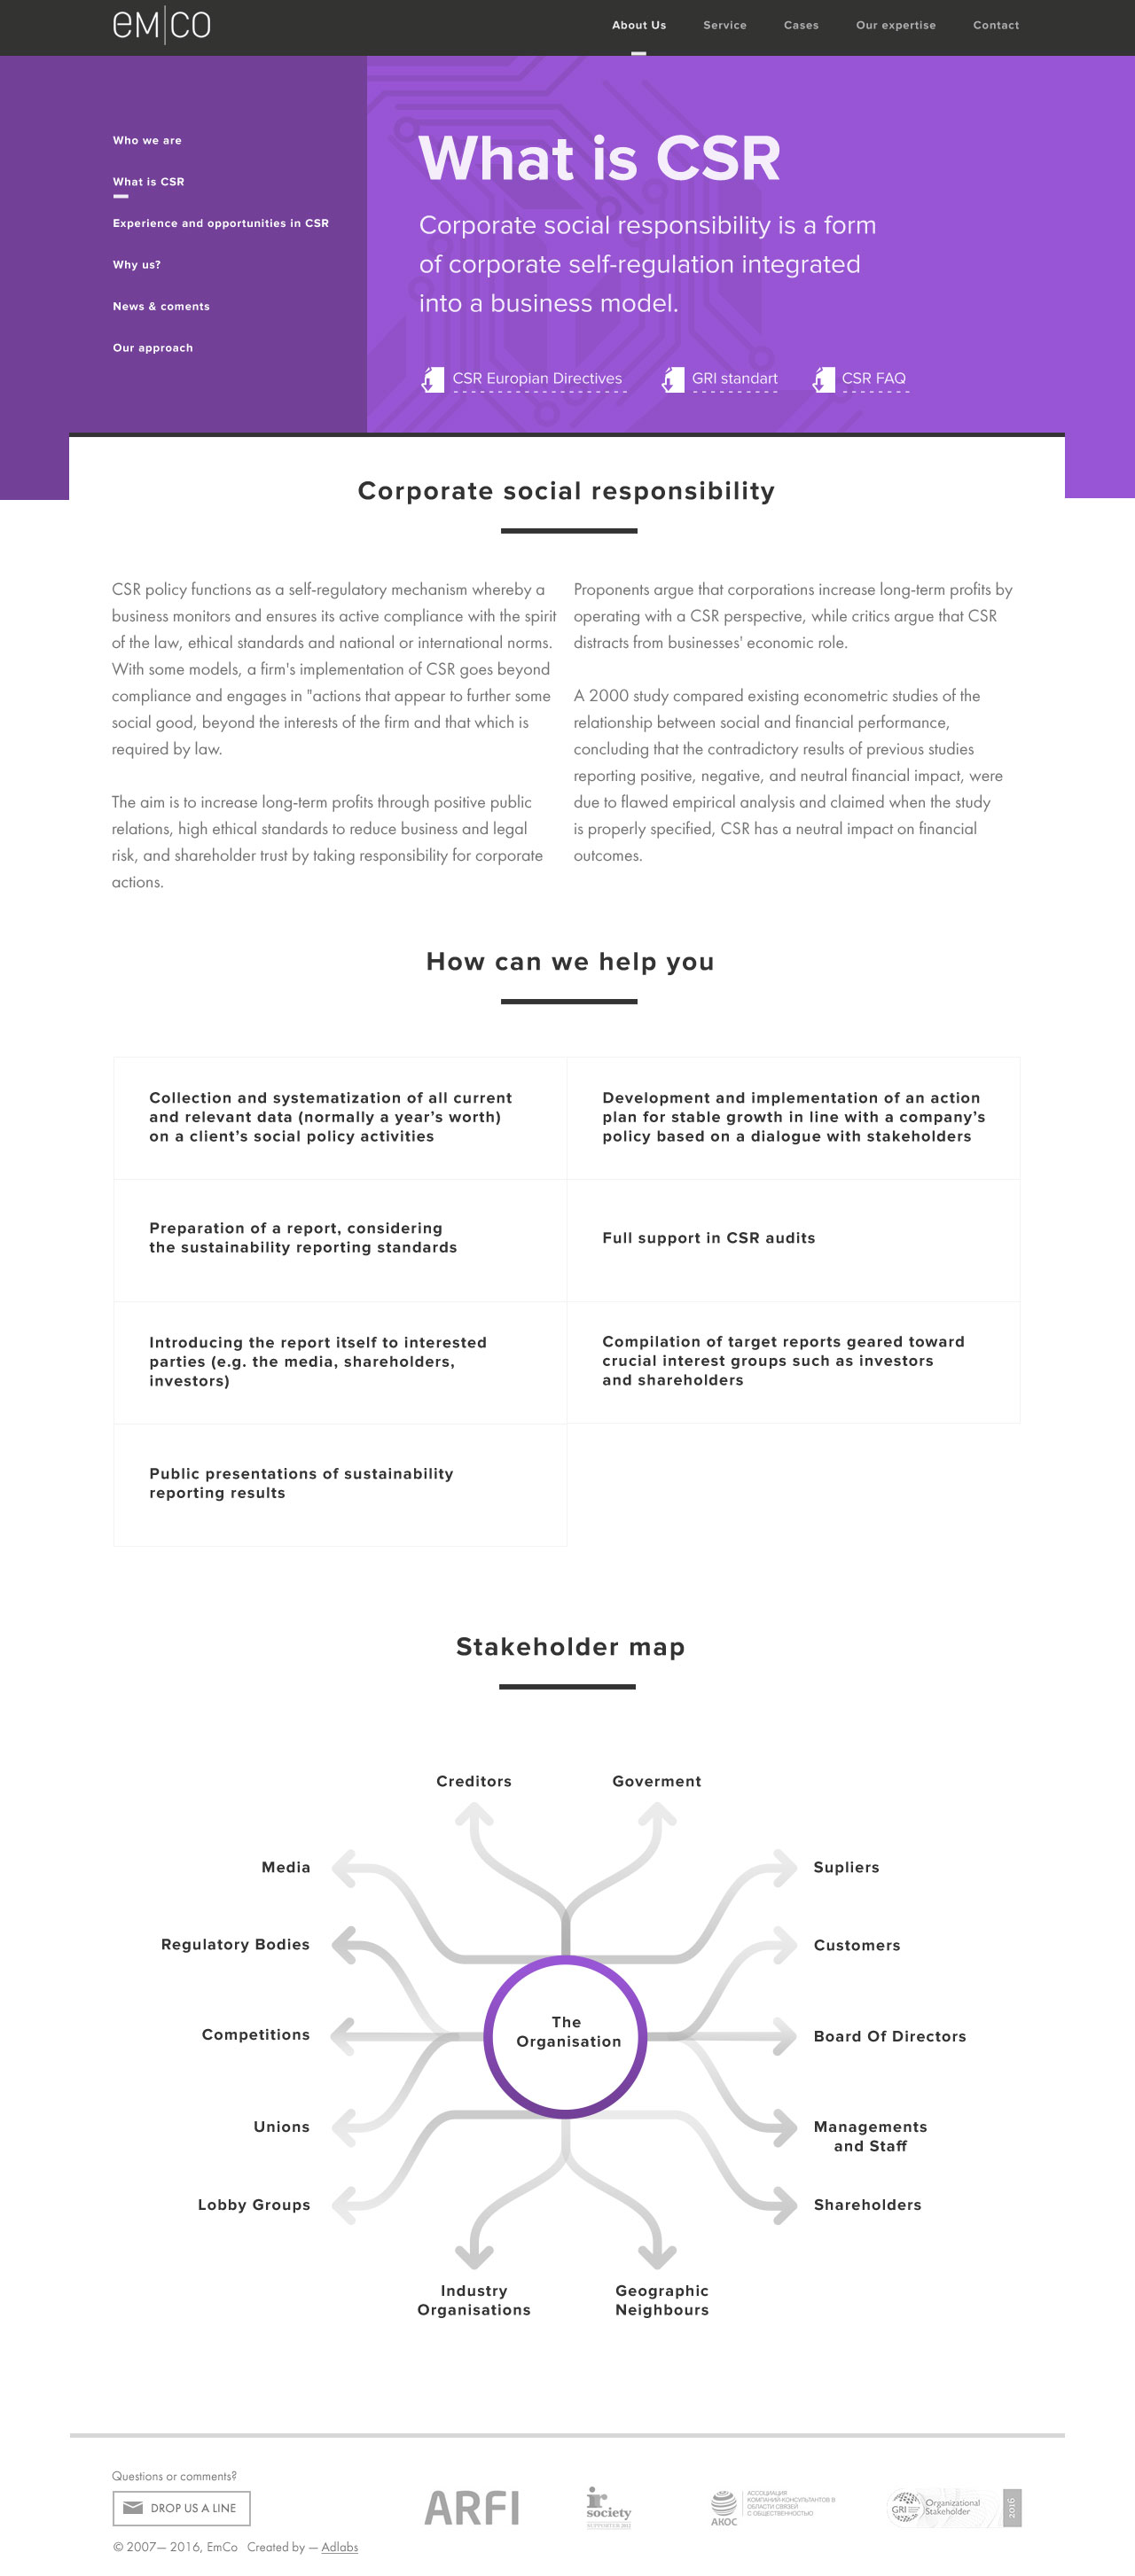 em|co
About Us Service Cases Our expertise Contact
Who we are
What is CSR
Experience and opportunities in CSR
Why us?
News & coments
Our approach
What is CSR
Corporate social responsibility is a form
of corporate self-regulation integrated
into a business model.
CSR Europian Directives GRI standart CSR FAQ
Corporate social responsibility
CSR policy functions as a self-regulatory mechanism whereby a
business monitors and ensures its active compliance with the spirit
of the law, ethical standards and national or international norms.
With some models, a firm's implementation of CSR goes beyond
compliance and engages in "actions that appear to further some
social good, beyond the interests of the firm and that which is
required by law.
The aim is to increase long-term profits through positive public
relations, high ethical standards to reduce business and legal
risk, and shareholder trust by taking responsibility for corporate
actions.
Proponents argue that corporations increase long-term profits by
operating with a CSR perspective, while critics argue that CSR
distracts from businesses' economic role.
A 2000 study compared existing econometric studies of the
relationship between social and financial performance,
concluding that the contradictory results of previous studies
reporting positive, negative, and neutral financial impact, were
due to flawed empirical analysis and claimed when the study
is properly specified, CSR has a neutral impact on financial
outcomes.
How can we help you
Collection and systematization of all current
and relevant data (normally a year’s worth)
on a client’s social policy activities
Development and implementation of an action
plan for stable growth in line with a company’s
policy based on a dialogue with stakeholders
Preparation of a report, considering
the sustainability reporting standards
Full support in CSR audits
Introducing the report itself to interested
parties (e.g. the media, shareholders,
investors)
Compilation of target reports geared toward
crucial interest groups such as investors
and shareholders
Public presentations of sustainability
reporting results
Stakeholder map
Creditors
Goverment
Media
Supliers
Regulatory Bodies
Customers
The
Organisation
Competitions
Board Of Directors
Unions
Managements
and Staff
Lobby Groups
Shareholders
Industry
Organisations
Geographic
Neighbours
Questions or comments?
DROP US A LINE
© 2007— 2016, EmCo Created by — Adlabs
ARFI
ir
society
SUPPORTER 2012
АКОС
АССОЦИАЦИЯ
КОМПАНИЙ-КОНСУЛЬТАНТОВ В
ОБЛАСТИ СВЯЗЕЙ
С ОБЩЕСТВЕННОСТЬЮ
GRI
Organizational
Stakeholder
2016